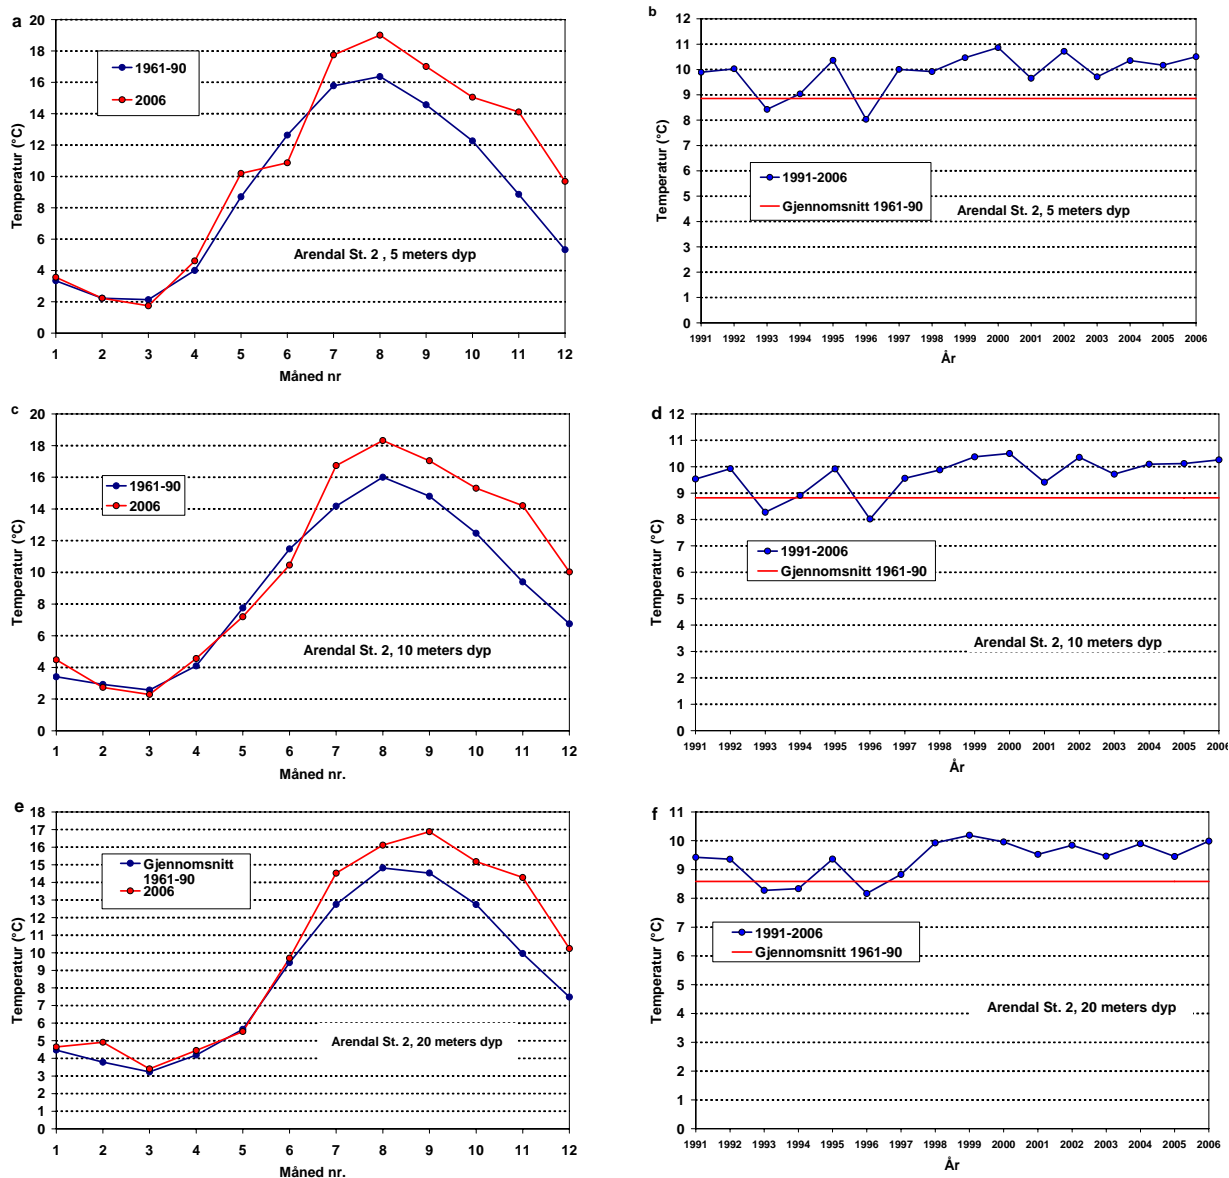 a
20
18
16
14
12
10
8
6
4
2
0
Temperatur (°C)
1961-90
2006
Arendal St. 2 , 5 meters dyp
1 2 3 4 5 6 7 8 9 10 11 12
Måned nr
b
12
11
10
9
8
7
6
5
4
3
2
1
0
Temperatur (°C)
1991-2006
Gjennomsnitt 1961-90
Arendal St. 2, 5 meters dyp
1991 1992 1993 1994 1995 1996 1997 1998 1999 2000 2001 2002 2003 2004 2005 2006
År
c
20
18
16
14
12
10
8
6
4
2
0
Temperatur (°C)
1961-90
2006
Arendal St. 2, 10 meters dyp
1 2 3 4 5 6 7 8 9 10 11 12
Måned nr.
d
12
11
10
9
8
7
6
5
4
3
2
1
0
Temperatur (°C)
1991-2006
Gjennomsnitt 1961-90
Arendal St. 2, 10 meters dyp
1991 1992 1993 1994 1995 1996 1997 1998 1999 2000 2001 2002 2003 2004 2005 2006
År
e
18
17
16
15
14
13
12
11
10
9
8
7
6
5
4
3
2
1
0
Temperatur (°C)
Gjennomsnitt
1961-90
2006
Arendal St. 2, 20 meters dyp
1 2 3 4 5 6 7 8 9 10 11 12
Måned nr.
f
11
10
9
8
7
6
5
4
3
2
1
0
Temperatur (°C)
1991-2006
Gjennomsnitt 1961-90
Arendal St. 2, 20 meters dyp
1991 1992 1993 1994 1995 1996 1997 1998 1999 2000 2001 2002 2003 2004 2005 2006
År